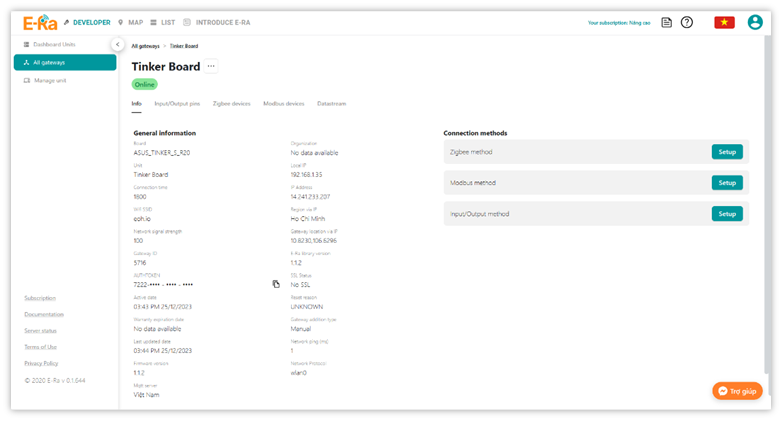 E-Ra
DEVELOPER MAP LIST INTRODUCE E-RA
Your subscription: Nâng cao
Dashboard Units
All gateways
Manage unit
All gateways > Tinker Board
Tinker Board ...
Online
Info Input/Output pins Zigbee devices Modbus devices Datastream
General information
Board
ASUS_TINKER_S_R20
Unit
Tinker Board
Connection time
1800
Wifi SSID
eoh.io
Network signal strength
100
Gateway ID
5716
AUTHTOKEN
7222-•••• - •••• - ••••
Active date
03:43 PM 25/12/2023
Warranty expiration date
No data available
Last updated date
03:44 PM 25/12/2023
Firmware version
1.1.2
Mqtt server
Việt Nam
Organization
No data available
Local IP
192.168.1.35
IP Address
14.241.233.207
Region via IP
Ho Chi Minh
Gateway location via IP
10.8230,106.6296
E-Ra library version
1.1.2
SSL Status
No SSL
Reset reason
UNKNOWN
Gateway addition type
Manual
Network ping (ms)
1
Network Protocol
wlan0
Connection methods
Zigbee method Setup
Modbus method Setup
Input/Output method Setup
Subscription
Documentation
Server status
Terms of Use
Privacy Policy
© 2020 E-Ra v 0.1.644
Trợ giúp